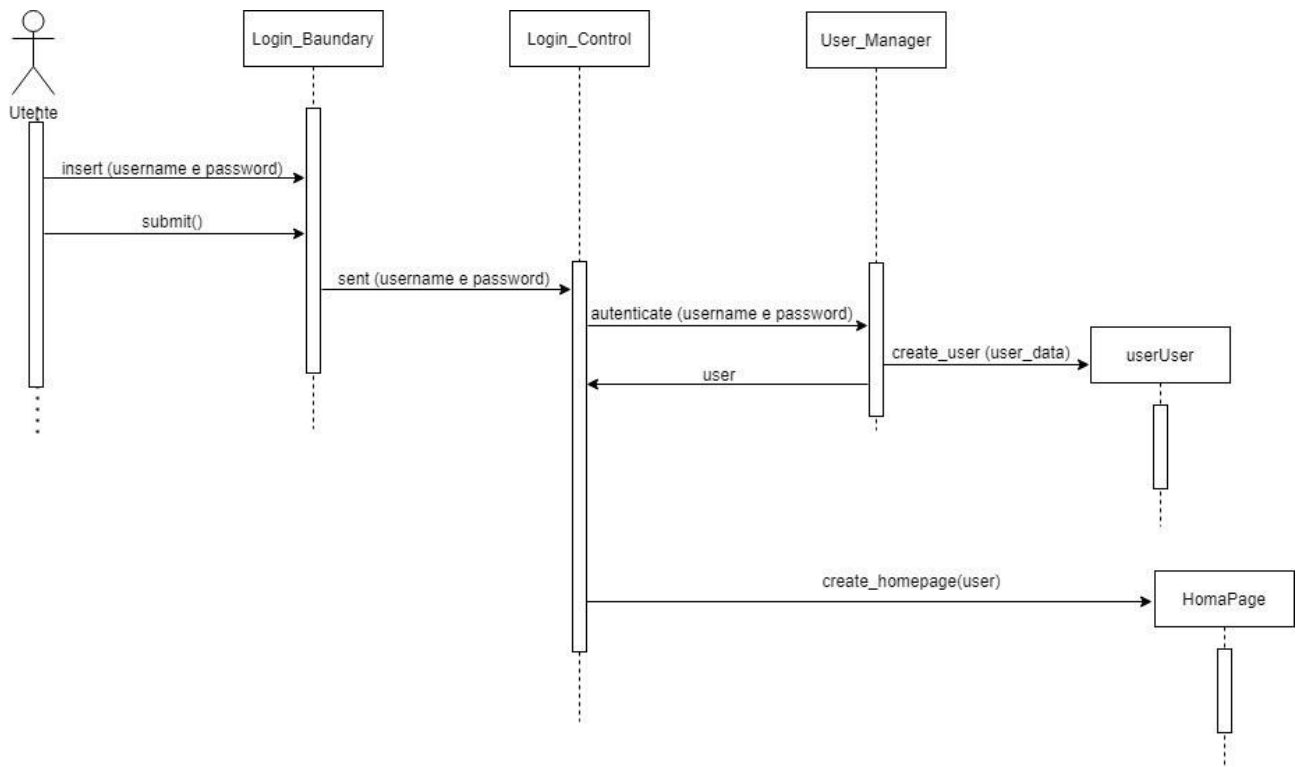 Login_Baundary
Login_Control
User_Manager
Utente
insert (username e password)
submit()
sent (username e password)
autenticate (username e password)
create_user (user_data)
userUser
user
create_homepage(user)
HomaPage